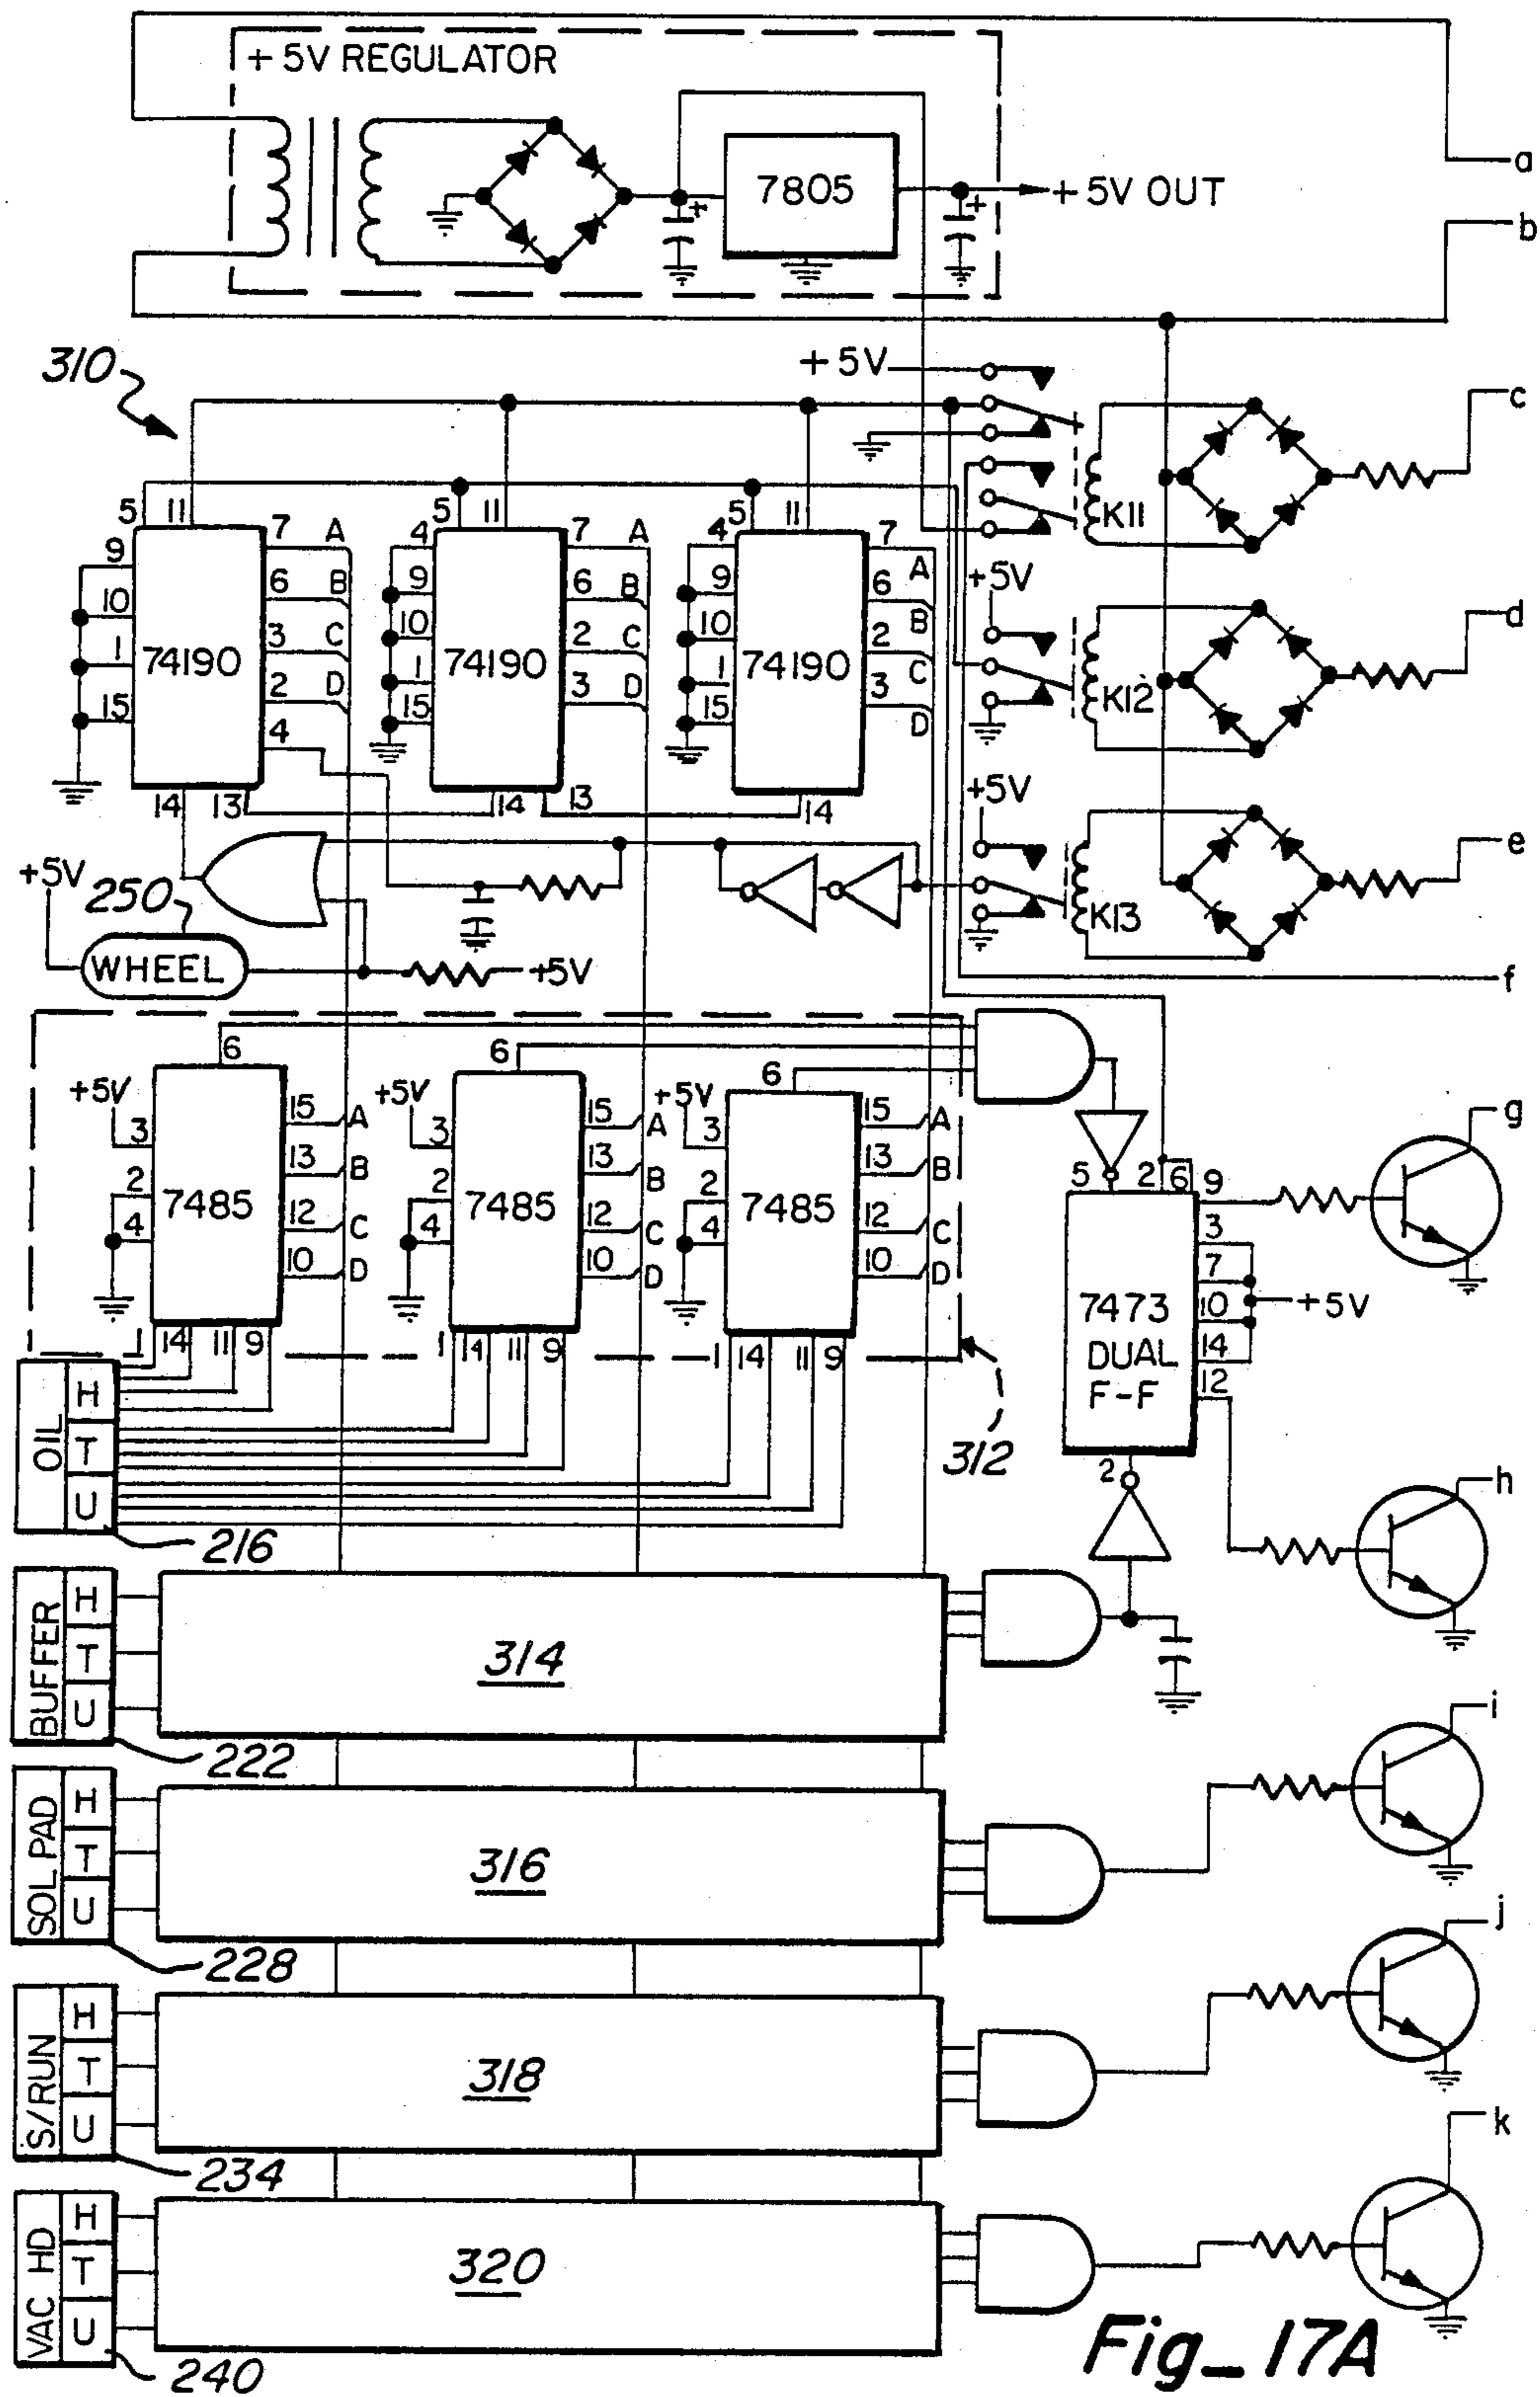 +5V REGULATOR
a
7805
+5V OUT
b
310
+5V
c
5 11 5 11 5 11
9 7 A 4 7 A 4 7 A
K11
10 6 B 9 6 B 9 6 B
+5V
1 74190 3 C 10 74190 2 C 10 74190 2 C
d
15 2 D 1 3 D 1 3 D
K12
4 15 15
+5V
14 13 14 13 14
+5V
250
e
K13
WHEEL
+5V
f
6 6 6
+5V 15 A +5V 15 A +5V 15 A
g
3 13 B 3 13 B 3 13 B
5 2 6 9
2 7485 12 C 2 7485 12 C 2 7485 12 C
3
4 10 D 4 10 D 4 10 D
7
7473
10
+5V
DUAL
14
F-F
12
1 14 11 9 1 14 11 9 1 14 11 9
OIL
H
T
U
312
2
h
216
BUFFER
H
T
U
314
222
i
SOL PAD
H
T
U
316
228
j
S/RUN
H
T
U
318
234
k
VAC HD
H
T
U
320
240
Fig_17A